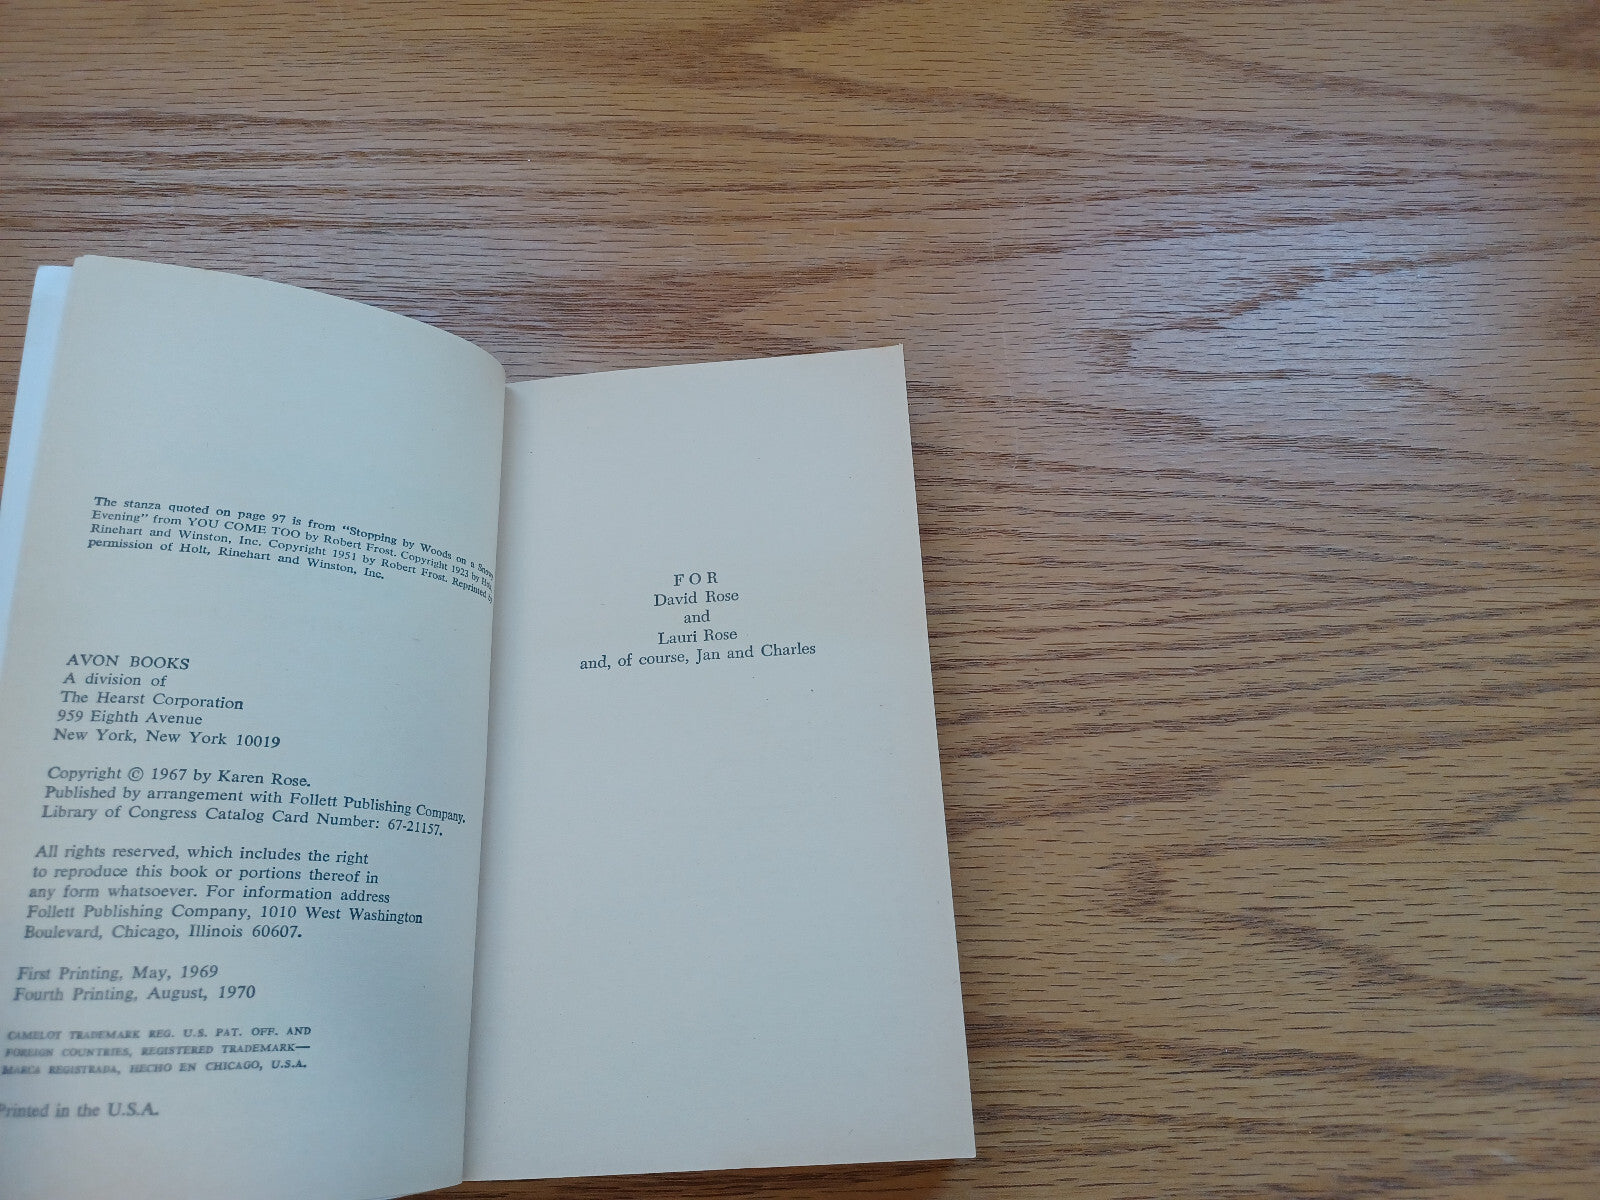 The stanza quoted on page 97 is from "Stopping by Woods on a Snowy
Evening" from YOU COME TOO by Robert Frost. Copyright 1923 by Holt,
Rinehart and Winston, Inc. Copyright 1951 by Robert Frost. Reprinted by
permission of Holt, Rinehart and Winston, Inc.
AVON BOOKS
A division of
The Hearst Corporation
959 Eighth Avenue
New York, New York 10019
Copyright © 1967 by Karen Rose.
Published by arrangement with Follett Publishing Company.
Library of Congress Catalog Card Number: 67-21157.
All rights reserved, which includes the right
to reproduce this book or portions thereof in
any form whatsoever. For information address
Follett Publishing Company, 1010 West Washington
Boulevard, Chicago, Illinois 60607.
First Printing, May, 1969
Fourth Printing, August, 1970
CAMELOT TRADEMARK REG. U.S. PAT. OFF. AND
FOREIGN COUNTRIES, REGISTERED TRADEMARK—
MARCA REGISTRADA, HECHO EN CHICAGO, U.S.A.
Printed in the U.S.A.
FOR
David Rose
and
Lauri Rose
and, of course, Jan and Charles